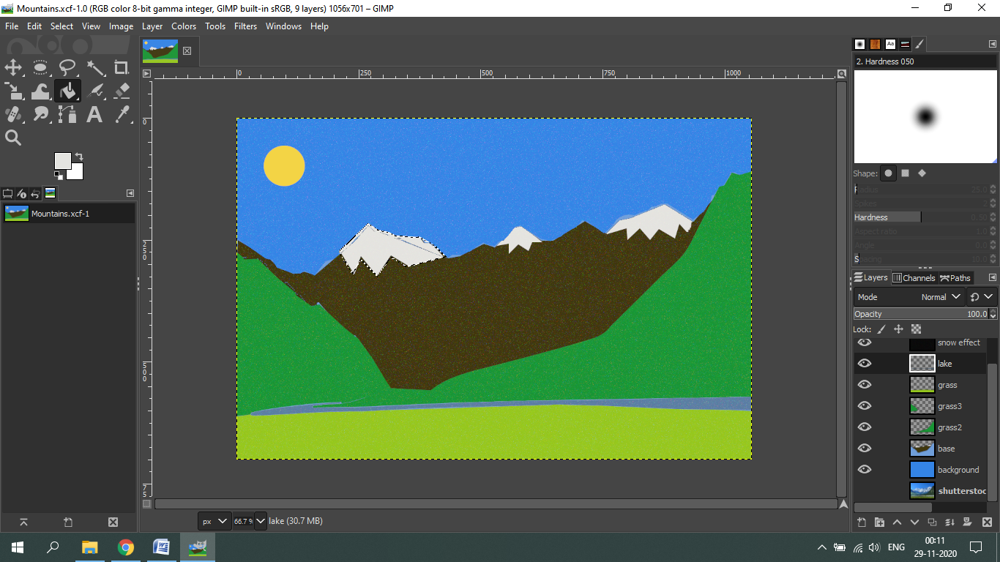 Mountains.xcf-1.0 (RGB color 8-bit gamma integer, GIMP built-in sRGB, 9 layers) 1056x701 – GIMP
File Edit Select View Image Layer Colors Tools Filters Windows Help
0 250 500 750 1000
2. Hardness 050
Shape:
Radius 25.0
Spikes 2
Hardness 0.50
Aspect ratio 1.0
Angle 0.0
Spacing 10.0
Mountains.xcf-1
0
250
500
75
Layers Channels Paths
Mode Normal
Opacity 100.0
Lock:
snow effect
lake
grass
grass3
grass2
base
background
shutterstoc
px 66.7 % lake (30.7 MB)
ENG
00:11
29-11-2020